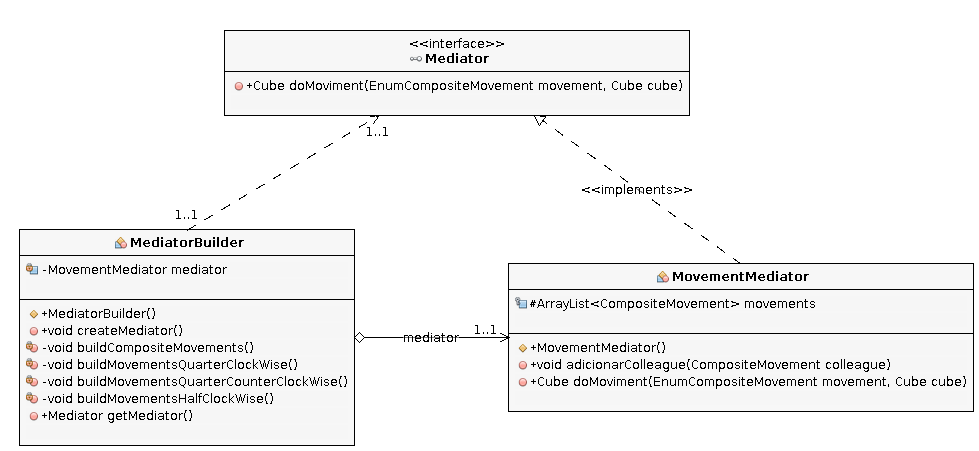 <<interface>>
Mediator
+Cube doMoviment(EnumCompositeMovement movement, Cube cube)
1..1
1..1
<<implements>>
MediatorBuilder
-MovementMediator mediator
+MediatorBuilder()
+void createMediator()
-void buildCompositeMovements()
-void buildMovementsQuarterClockWise()
-void buildMovementsQuarterCounterClockWise()
-void buildMovementsHalfClockWise()
+Mediator getMediator()
mediator
1..1
MovementMediator
#ArrayList<CompositeMovement> movements
+MovementMediator()
+void adicionarColleague(CompositeMovement colleague)
+Cube doMoviment(EnumCompositeMovement movement, Cube cube)